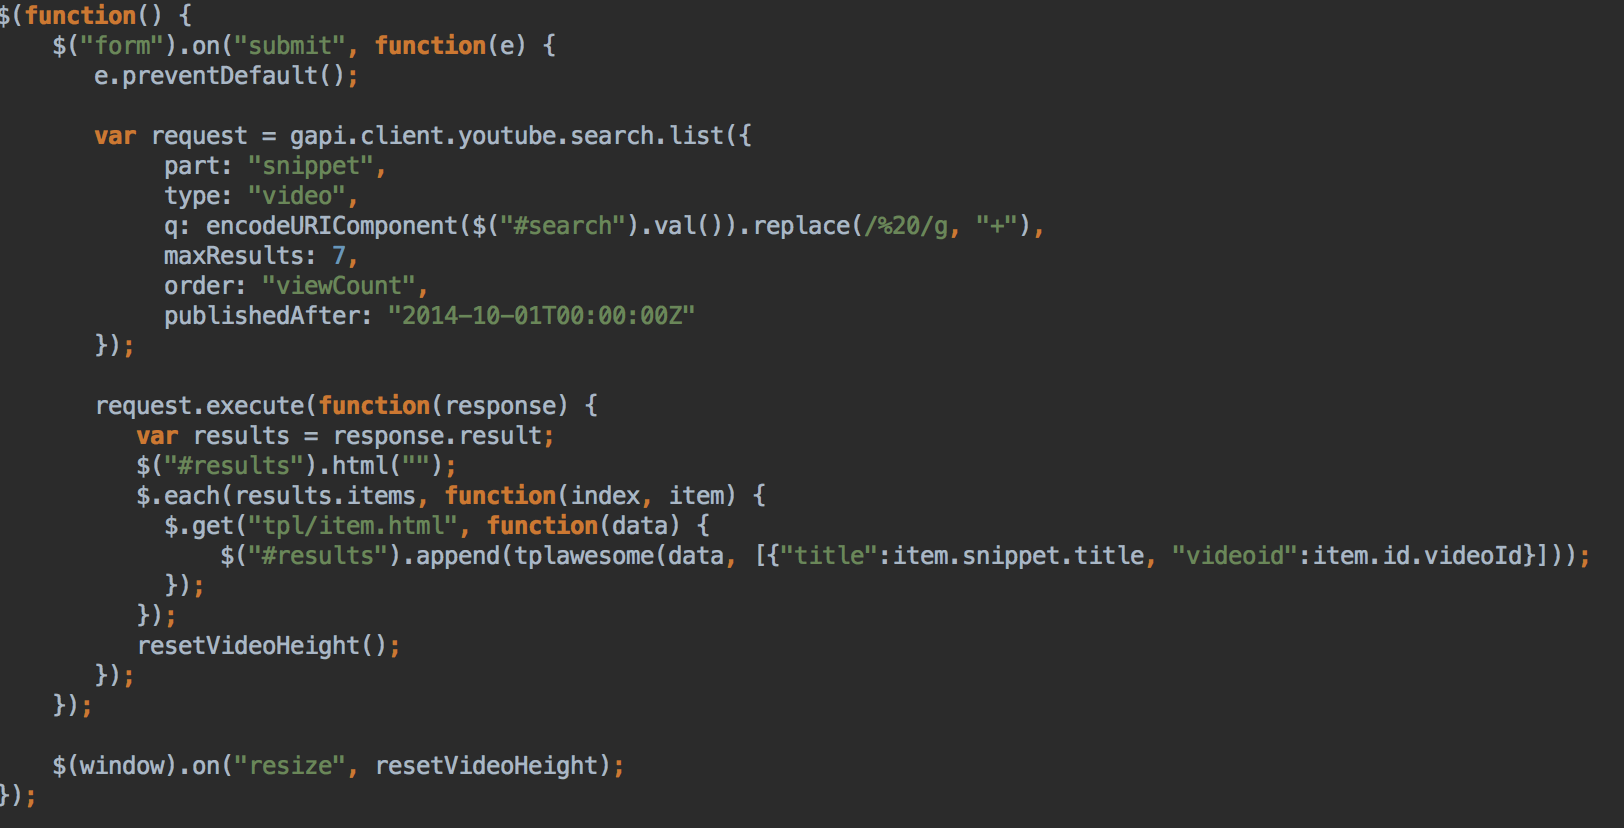 $(function() {
    $("form").on("submit", function(e) {
       e.preventDefault();

       var request = gapi.client.youtube.search.list({
            part: "snippet",
            type: "video",
            q: encodeURIComponent($("#search").val()).replace(/%20/g, "+"),
            maxResults: 7,
            order: "viewCount",
            publishedAfter: "2014-10-01T00:00:00Z"
       });

       request.execute(function(response) {
          var results = response.result;
          $("#results").html("");
          $.each(results.items, function(index, item) {
            $.get("tpl/item.html", function(data) {
                $("#results").append(tplawesome(data, [{"title":item.snippet.title, "videoid":item.id.videoId}]));
            });
          });
          resetVideoHeight();
       });
    });

    $(window).on("resize", resetVideoHeight);
});